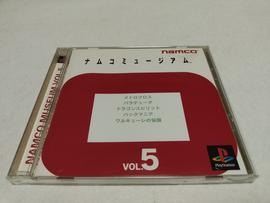 namco
ナムコミュージアム
メトロクロス
バラデューク
ドラゴンスピリット
パックマニア
ワルキューレの伝説
VOL.5
PlayStation
NAMCO MUSEUM VOL.5